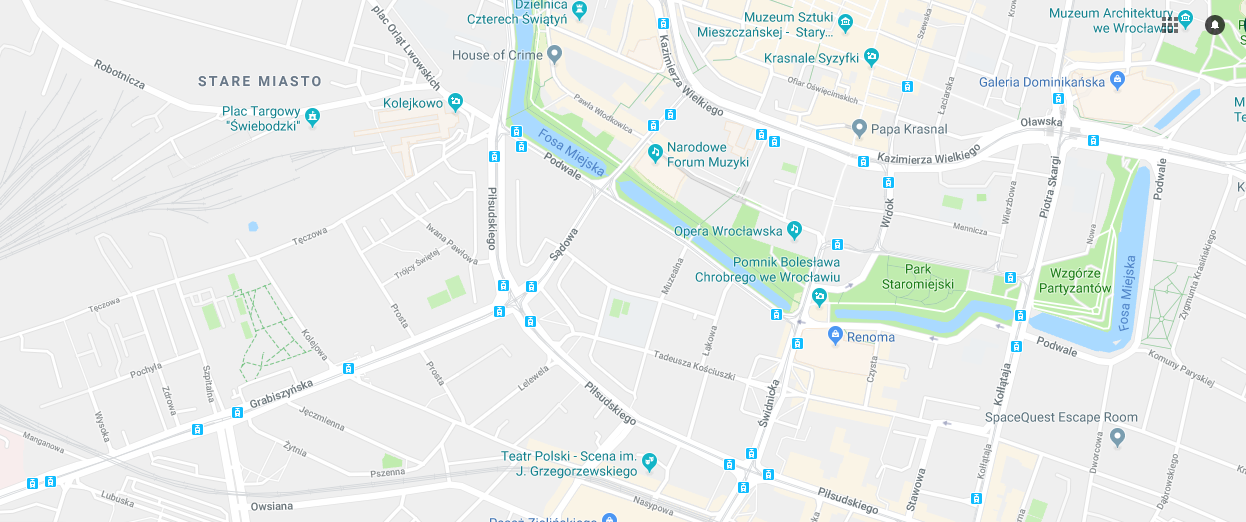 Dzielnica
Czterech Świątyń
plac Orląt Lwowskich
House of Crime
Muzeum Sztuki
Mieszczańskiej - Stary...
Krasnale Syzyfki
Szewska
Muzeum Architektury
we Wrocławiu
Robotnicza
STARE MIASTO
Kolejkowo
Plac Targowy
"Świebodzki"
Kazimierza Wielkiego
Ofiar Oświęcimskich
Łaciarska
Galeria Dominikańska
Pawła Włodkowica
Papa Krasnal
Oławska
Fosa Miejska
Podwale
Narodowe
Forum Muzyki
Kazimierza Wielkiego
Piotra Skargi
Podwale
Piłsudskiego
Widok
Wierzbowa
Mennicza
Nowa
Tęczowa
Iwana Pawłowa
Trójcy Świętej
Sądowa
Opera Wrocławska
Muzealna
Pomnik Bolesława
Chrobrego we Wrocławiu
Park
Staromiejski
Wzgórze
Partyzantów
Fosa Miejska
Zygmunta Krasińskiego
Tęczowa
Prosta
Kolejowa
Renoma
Łąkowa
Tadeusza Kościuszki
Czysta
Podwale
Komuny Paryskiej
Pochyła
Zdrowa
Szpitalna
Grabiszyńska
Prosta
Lelewela
Piłsudskiego
Świdnicka
Kołłątaja
Wysoka
Jęczmienna
Żytnia
SpaceQuest Escape Room
Manganowa
Pszenna
Teatr Polski - Scena im.
J. Grzegorzewskiego
Stawowa
Kołłątaja
Dworcowa
Dąbrowskiego
Lubuska
Owsiana
Nasypowa
Piłsudskiego
Pasaż Zielińskiego